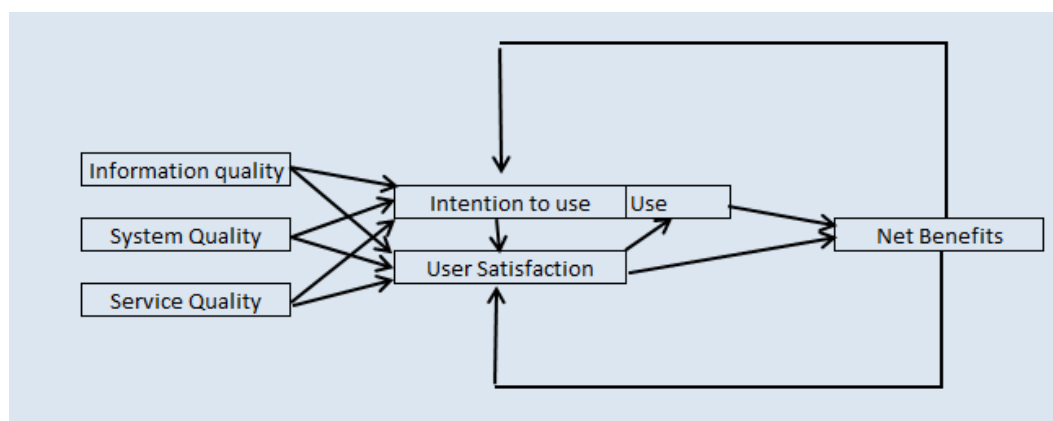 Information quality
System Quality
Service Quality
Intention to use
Use
User Satisfaction
Net Benefits